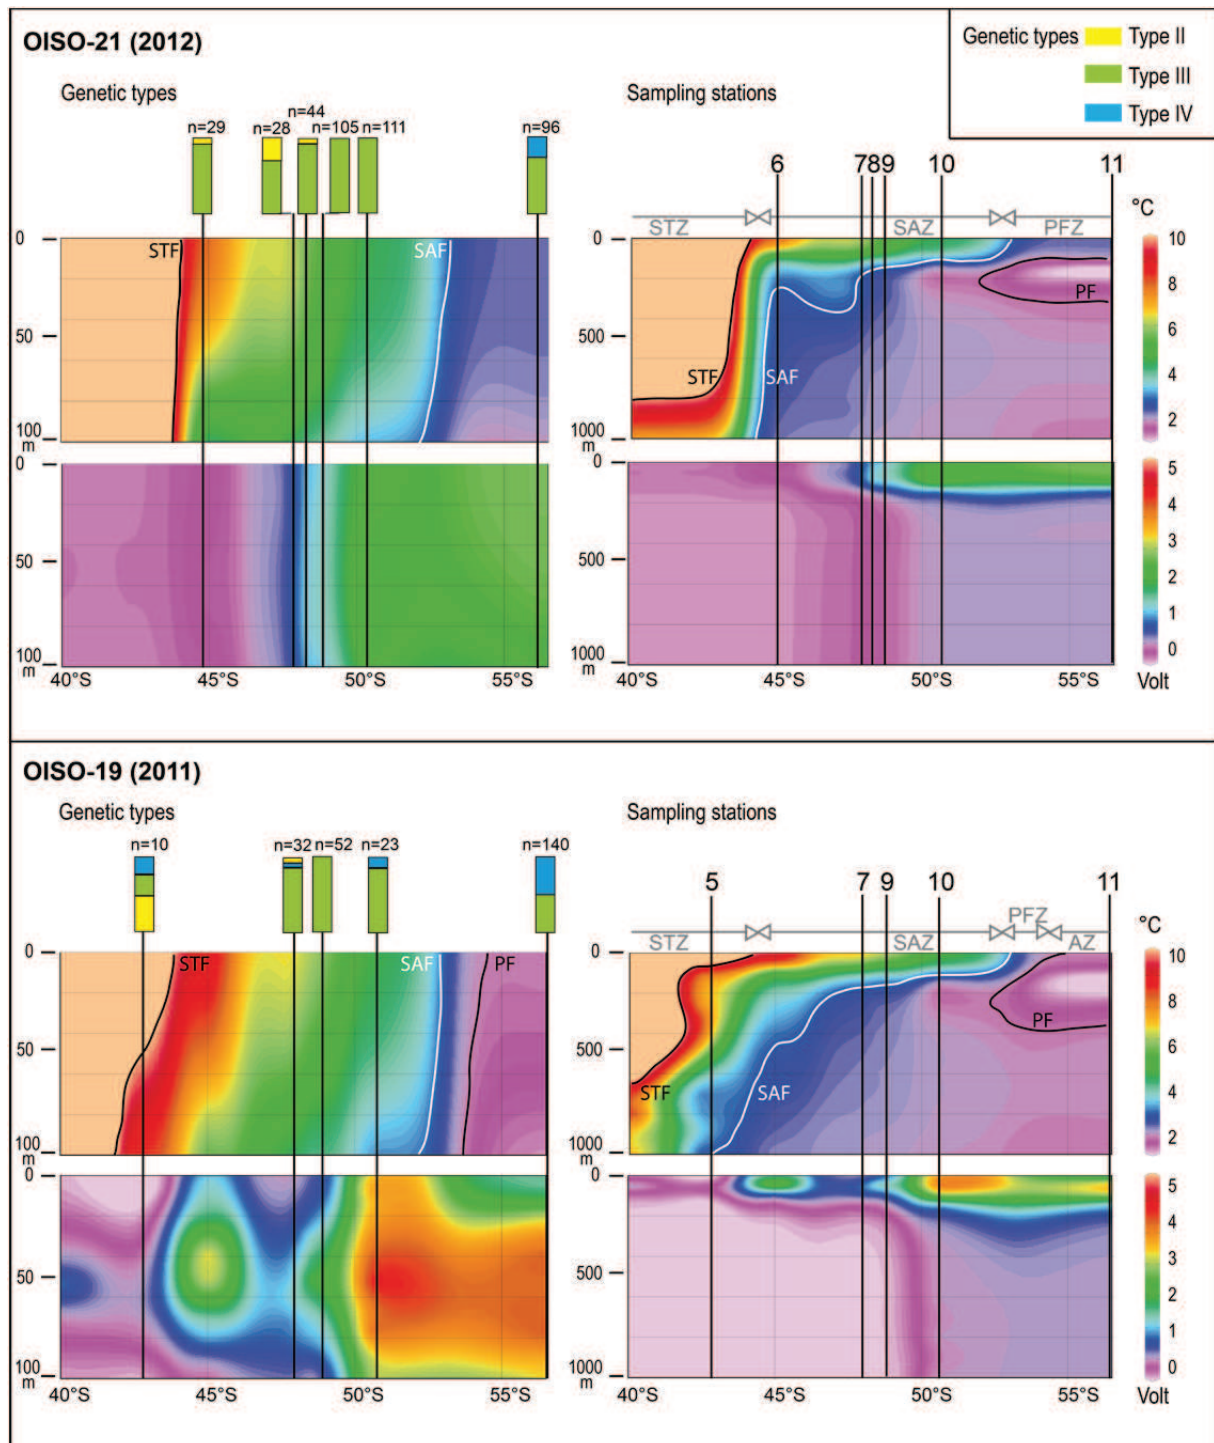 OISO-21 (2012)
Genetic types Type II
Type III
Type IV
Genetic types
Sampling stations
n=44
n=29 n=28 n=105 n=111 n=96
6 7 8 9 10 11
STZ SAZ PFZ
°C
0 STF SAF
50
100
m
0
500
1000
m
STF SAF PF
10
8
6
4
2
0
50
100
m
40°S 45°S 50°S 55°S
0
500
1000
m
40°S 45°S 50°S 55°S
5
4
3
2
1
0
Volt
OISO-19 (2011)
Genetic types
Sampling stations
n=10 n=32 n=52 n=23 n=140
5 7 9 10 11
PFZ
STZ SAZ AZ
°C
0 STF SAF PF
50
100
m
0
500
1000
m
STF SAF PF
10
8
6
4
2
0
50
100
m
40°S 45°S 50°S 55°S
0
500
1000
m
40°S 45°S 50°S 55°S
5
4
3
2
1
0
Volt